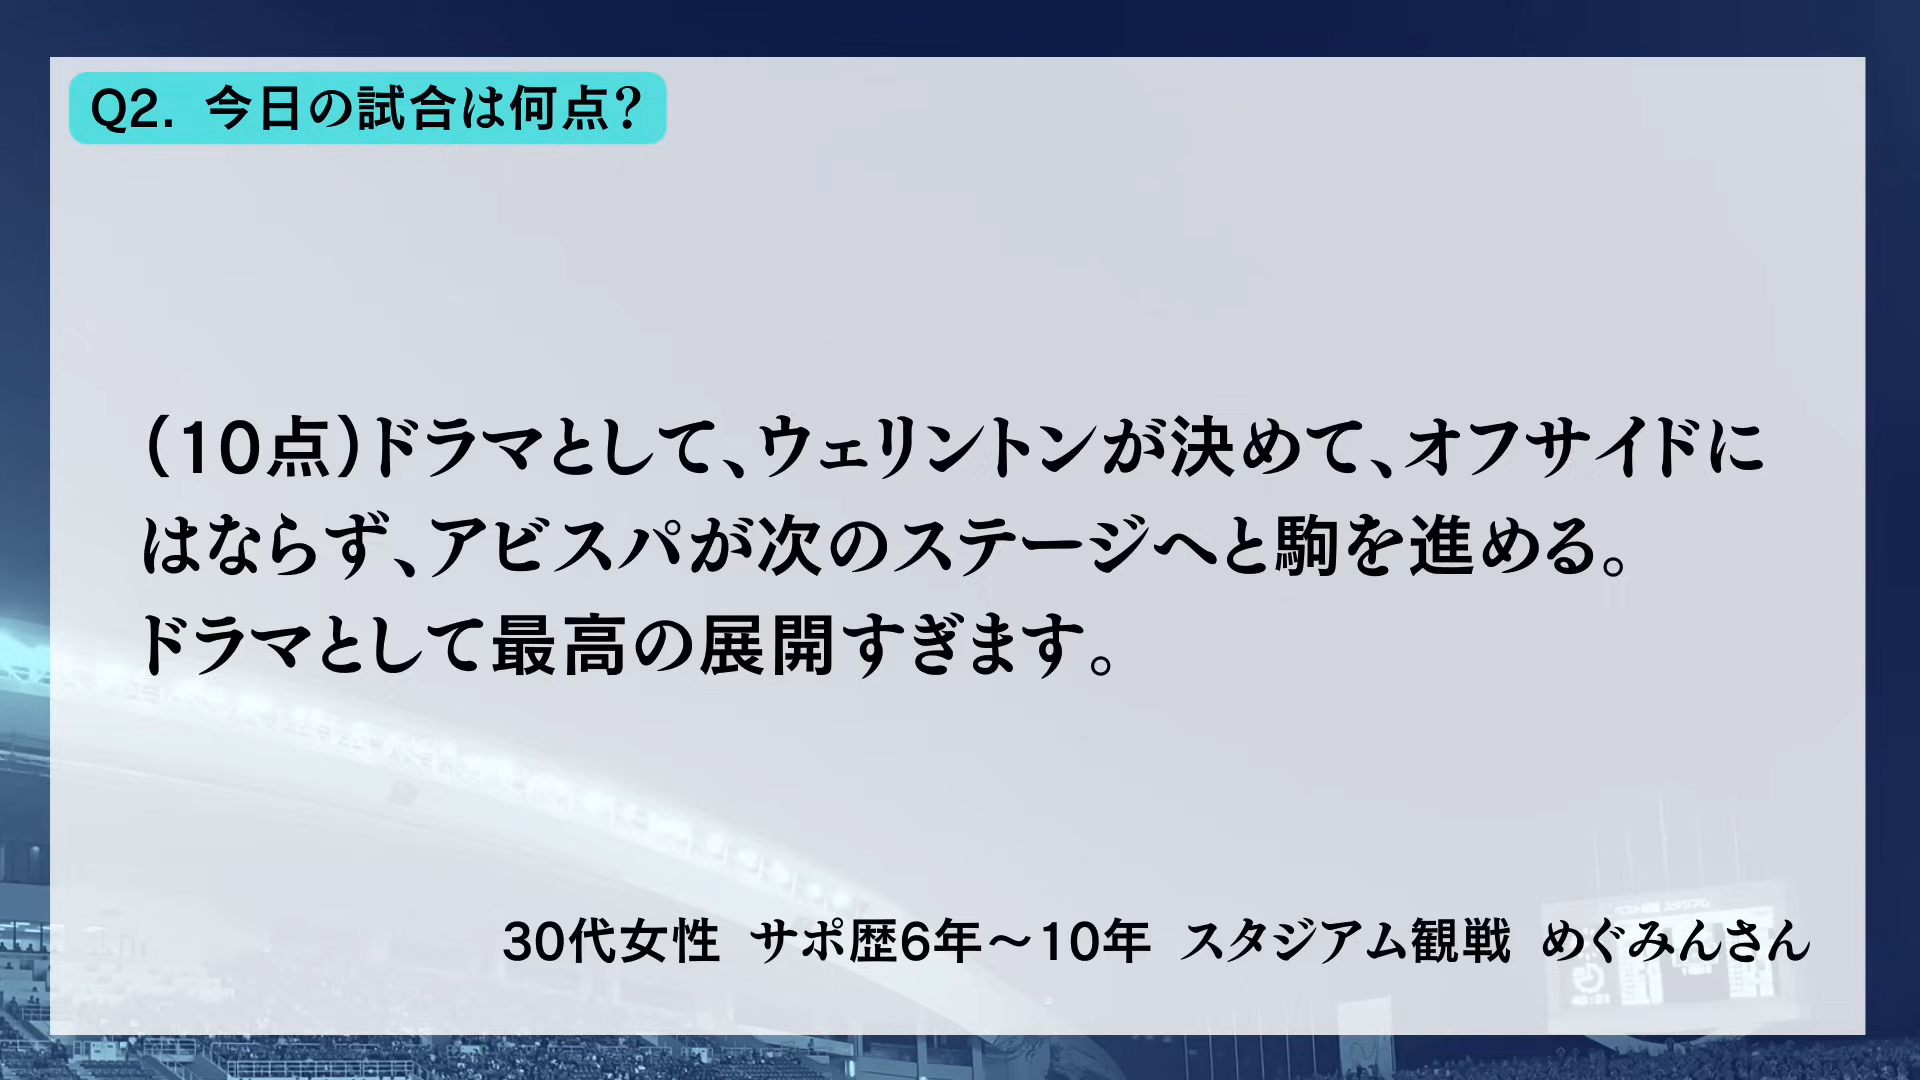 Q2. 今日の試合は何点？
（10点）ドラマとして、ウェリントンが決めて、オフサイドに
はならず、アビスパが次のステージへと駒を進める。
ドラマとして最高の展開すぎます。
30代女性 サポ歴6年～10年 スタジアム観戦 めぐみんさん